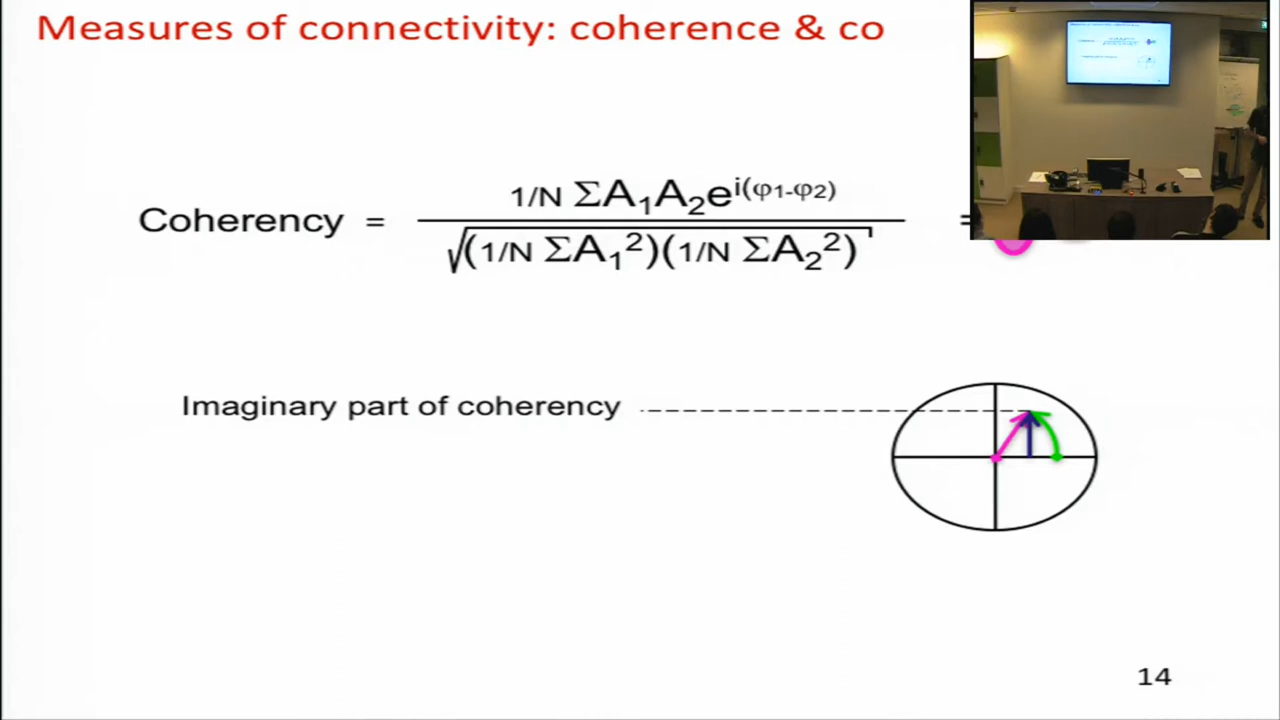 Measures of connectivity: coherence & co
Coherency = 1/N ΣA₁A₂e^i(φ1-φ2) / √(1/N ΣA₁²)(1/N ΣA₂²) =
Imaginary part of coherency
14